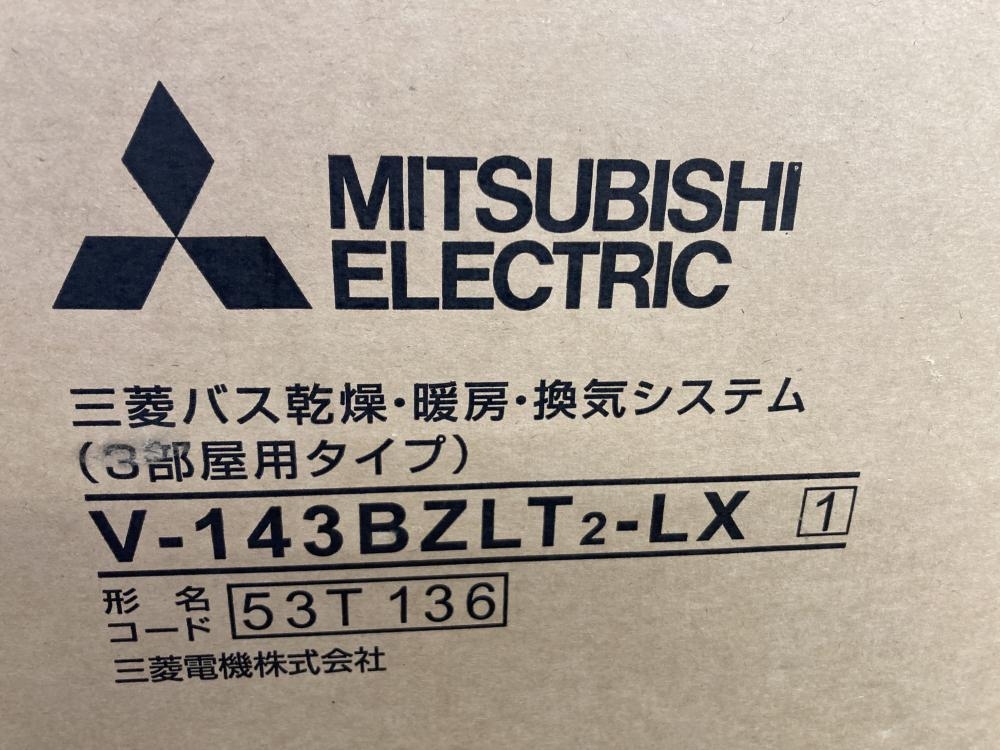 MITSUBISHI
ELECTRIC
三菱バス乾燥・暖房・換気システム
(3部屋用タイプ)
V-143BZLT2-LX 1
形名
コード 53T 136
三菱電機株式会社